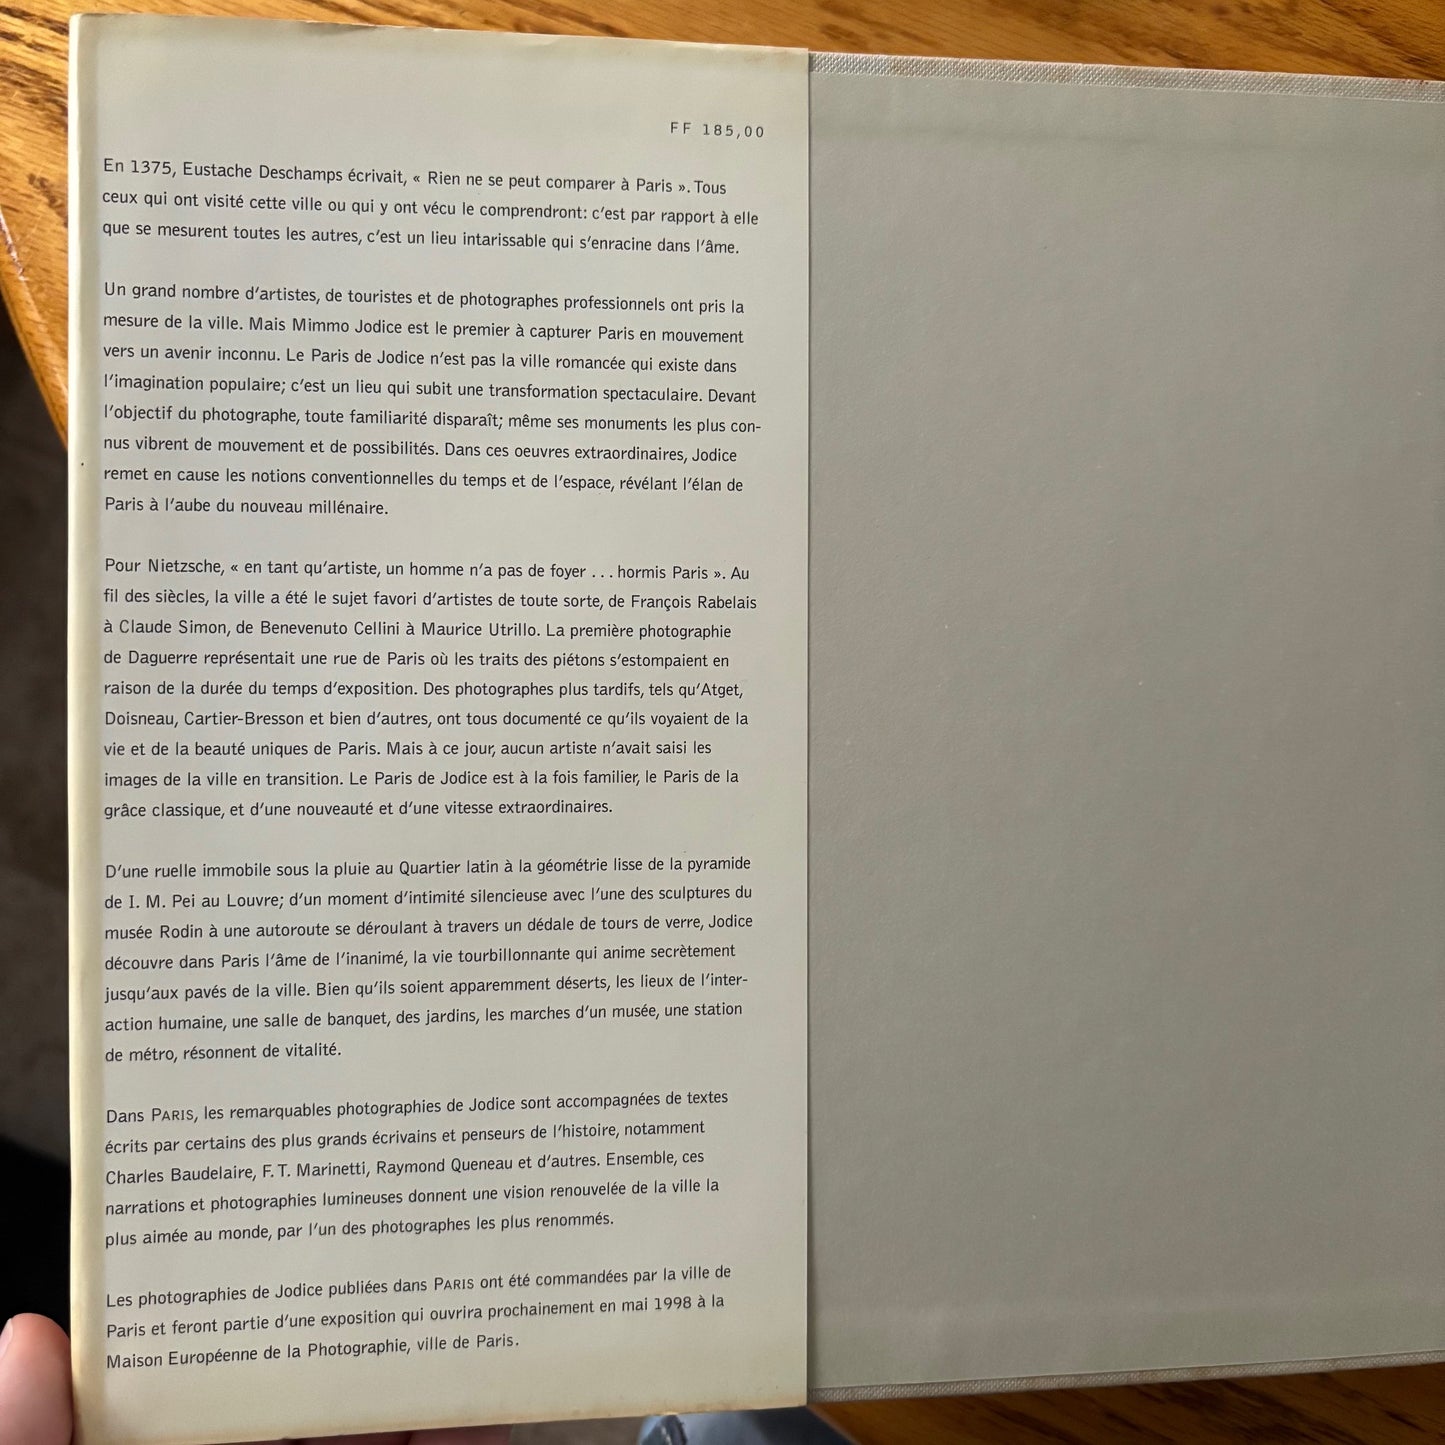 FF 185,00
En 1375, Eustache Deschamps écrivait, « Rien ne se peut comparer à Paris ». Tous
ceux qui ont visité cette ville ou qui y ont vécu le comprendront: c'est par rapport à elle
que se mesurent toutes les autres, c'est un lieu intarissable qui s'enracine dans l'âme.
Un grand nombre d'artistes, de touristes et de photographes professionnels ont pris la
mesure de la ville. Mais Mimmo Jodice est le premier à capturer Paris en mouvement
vers un avenir inconnu. Le Paris de Jodice n'est pas la ville romancée qui existe dans
l'imagination populaire; c'est un lieu qui subit une transformation spectaculaire. Devant
l'objectif du photographe, toute familiarité disparaît; même ses monuments les plus con-
nus vibrent de mouvement et de possibilités. Dans ces oeuvres extraordinaires, Jodice
remet en cause les notions conventionnelles du temps et de l'espace, révélant l'élan de
Paris à l'aube du nouveau millénaire.
Pour Nietzsche, « en tant qu'artiste, un homme n'a pas de foyer . . . hormis Paris ». Au
fil des siècles, la ville a été le sujet favori d'artistes de toute sorte, de François Rabelais
à Claude Simon, de Benevenuto Cellini à Maurice Utrillo. La première photographie
de Daguerre représentait une rue de Paris où les traits des piétons s'estompaient en
raison de la durée du temps d'exposition. Des photographes plus tardifs, tels qu'Atget,
Doisneau, Cartier-Bresson et bien d'autres, ont tous documenté ce qu'ils voyaient de la
vie et de la beauté uniques de Paris. Mais à ce jour, aucun artiste n'avait saisi les
images de la ville en transition. Le Paris de Jodice est à la fois familier, le Paris de la
grâce classique, et d'une nouveauté et d'une vitesse extraordinaires.
D'une ruelle immobile sous la pluie au Quartier latin à la géométrie lisse de la pyramide
de I. M. Pei au Louvre; d'un moment d'intimité silencieuse avec l'une des sculptures du
musée Rodin à une autoroute se déroulant à travers un dédale de tours de verre, Jodice
découvre dans Paris l'âme de l'inanimé, la vie tourbillonnante qui anime secrètement
jusqu'aux pavés de la ville. Bien qu'ils soient apparemment déserts, les lieux de l'inter-
action humaine, une salle de banquet, des jardins, les marches d'un musée, une station
de métro, résonnent de vitalité.
Dans PARIS, les remarquables photographies de Jodice sont accompagnées de textes
écrits par certains des plus grands écrivains et penseurs de l'histoire, notamment
Charles Baudelaire, F. T. Marinetti, Raymond Queneau et d'autres. Ensemble, ces
narrations et photographies lumineuses donnent une vision renouvelée de la ville la
plus aimée au monde, par l'un des photographes les plus renommés.
Les photographies de Jodice publiées dans PARIS ont été commandées par la ville de
Paris et feront partie d'une exposition qui ouvrira prochainement en mai 1998 à la
Maison Européenne de la Photographie, ville de Paris.